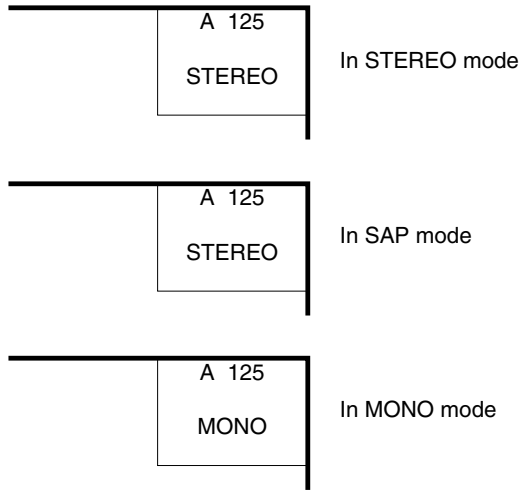 A 125
STEREO
In STEREO mode
A 125
STEREO
In SAP mode
A 125
MONO
In MONO mode